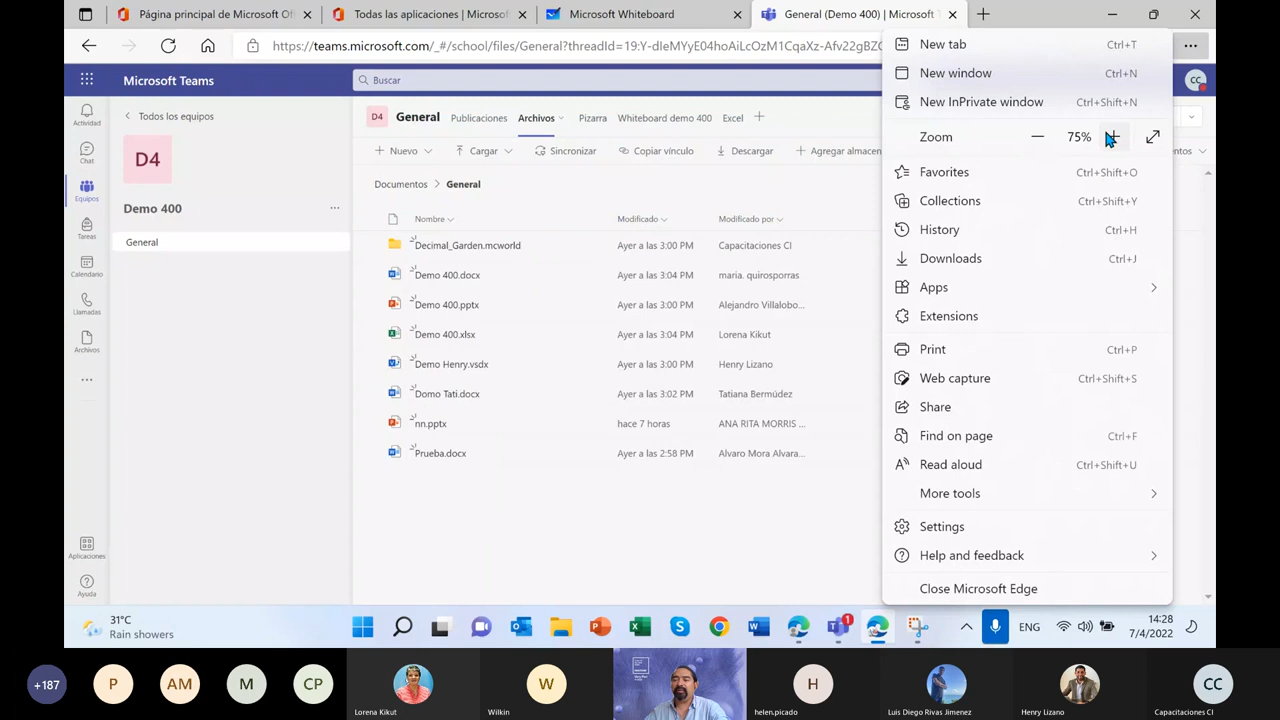 Página principal de Microsoft Of
Todas las aplicaciones | Microsof
Microsoft Whiteboard
General (Demo 400) | Microsoft T
https://teams.microsoft.com/_#/school/files/General?threadId=19:Y-dIeMYyE04hoAiLcOzM1CqaXz-Afv22gBZC
Microsoft Teams
Buscar
CC
Actividad
Chat
Equipos
Tareas
Calendario
Llamadas
Archivos
Aplicaciones
Ayuda
Todos los equipos
D4
Demo 400
General
D4 General Publicaciones Archivos Pizarra Whiteboard demo 400 Excel
Nuevo Cargar Sincronizar Copiar vínculo Descargar Agregar almacen
Documentos General
Nombre Modificado Modificado por
Decimal_Garden.mcworld Ayer a las 3:00 PM Capacitaciones CI
Demo 400.docx Ayer a las 3:04 PM maria. quirosporras
Demo 400.pptx Ayer a las 3:00 PM Alejandro Villalobo...
Demo 400.xlsx Ayer a las 3:04 PM Lorena Kikut
Demo Henry.vsdx Ayer a las 3:00 PM Henry Lizano
Domo Tati.docx Ayer a las 3:02 PM Tatiana Bermúdez
nn.pptx hace 7 horas ANA RITA MORRIS ...
Prueba.docx Ayer a las 2:58 PM Alvaro Mora Alvara...
New tab Ctrl+T
New window Ctrl+N
New InPrivate window Ctrl+Shift+N
Zoom 75%
Favorites Ctrl+Shift+O
Collections Ctrl+Shift+Y
History Ctrl+H
Downloads Ctrl+J
Apps
Extensions
Print Ctrl+P
Web capture Ctrl+Shift+S
Share
Find on page Ctrl+F
Read aloud Ctrl+Shift+U
More tools
Settings
Help and feedback
Close Microsoft Edge
entos
31°C
Rain showers
1
ENG
14:28
7/4/2022
+187 P AM M CP W H CC
Lorena Kikut Wilkin helen.picado Luis Diego Rivas Jimenez Henry Lizano Capacitaciones CI